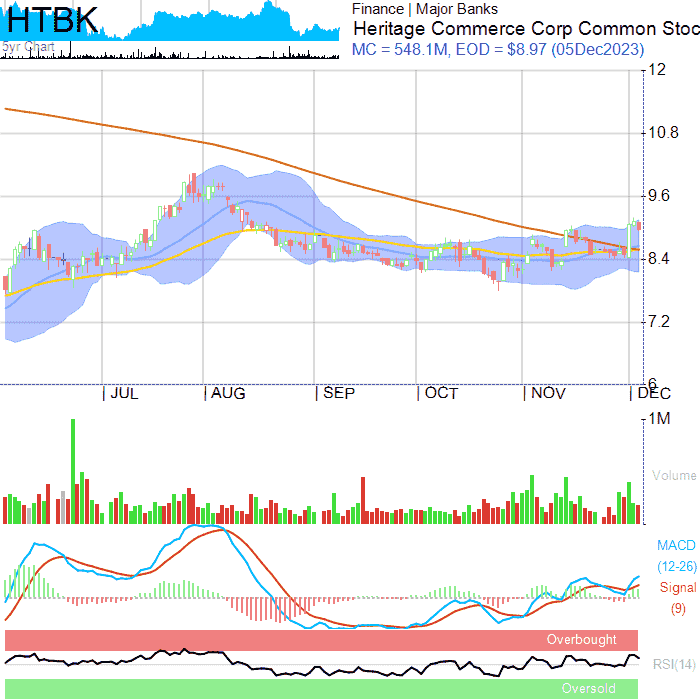 HTBK
5yr Chart
Finance | Major Banks
Heritage Commerce Corp Common Stoc
MC = 548.1M, EOD = $8.97 (05Dec2023)
12
10.8
9.6
8.4
7.2
6
JUL AUG SEP OCT NOV DEC
1M
Volume
MACD
(12-26)
Signal
(9)
Overbought
RSI(14)
Oversold